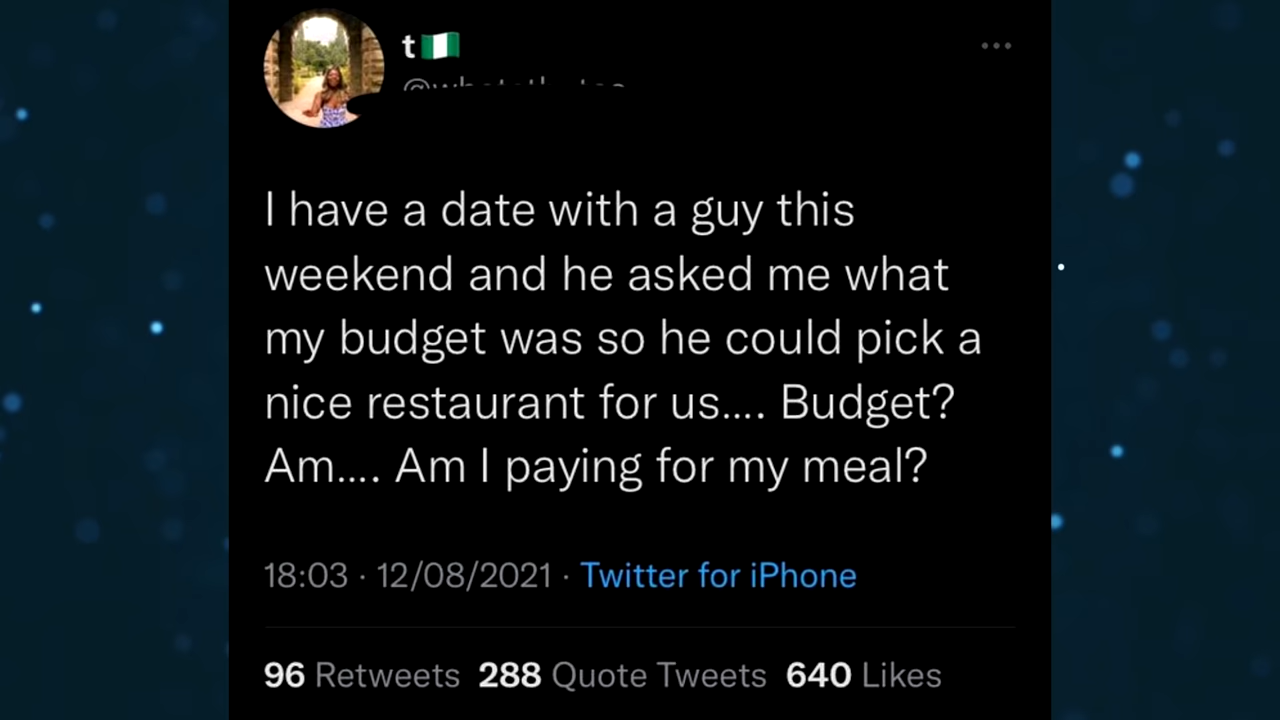 t🇳🇬
I have a date with a guy this
weekend and he asked me what
my budget was so he could pick a
nice restaurant for us.... Budget?
Am.... Am I paying for my meal?
18:03 · 12/08/2021 · Twitter for iPhone
96 Retweets 288 Quote Tweets 640 Likes